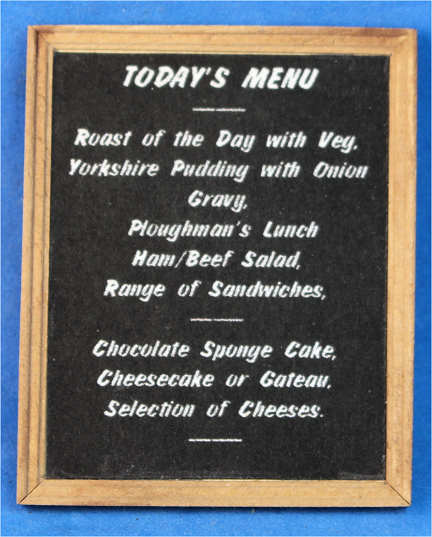 TODAY'S MENU
Roast of the Day with Veg.
Yorkshire Pudding with Onion
Gravy,
Ploughman's Lunch
Ham/Beef Salad,
Range of Sandwiches,
Chocolate Sponge Cake,
Cheesecake or Gateau,
Selection of Cheeses.